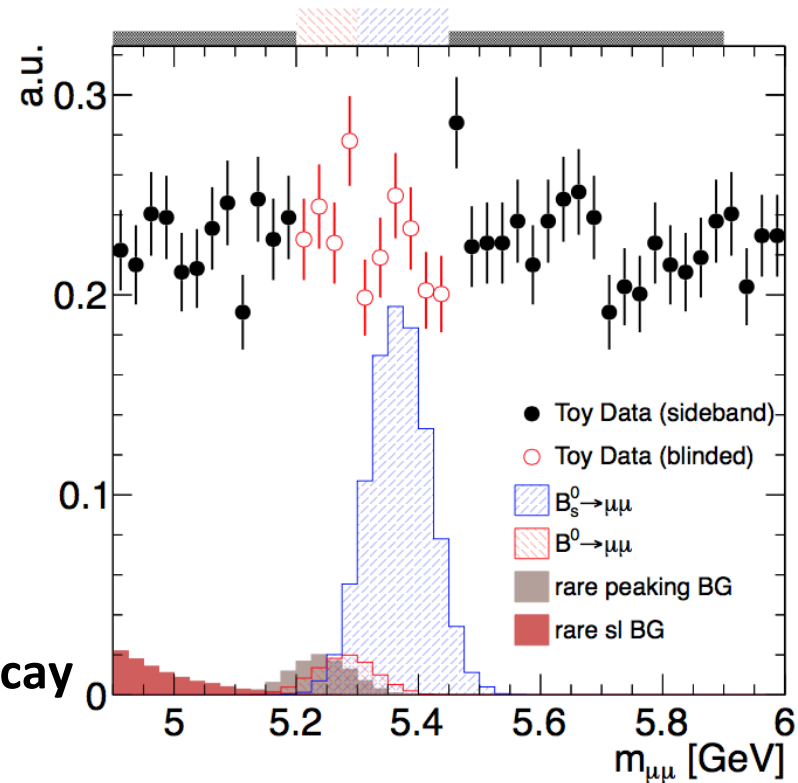 a.u.
0.3
0.2
0.1
0
Toy Data (sideband)
Toy Data (blinded)
B⁰ₛ→μμ
B⁰→μμ
rare peaking BG
rare sl BG
cay
5 5.2 5.4 5.6 5.8 6
mμμ [GeV]